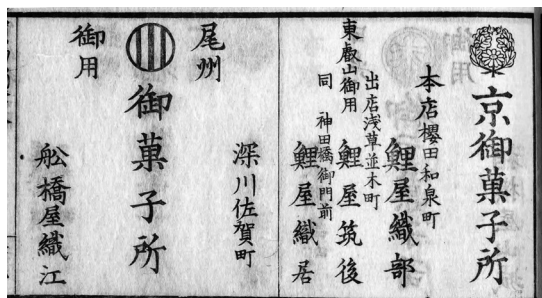 京御菓子所
本店櫻田和泉町
鯉屋織部
出店浅草並木町
東叡山御用
鯉屋筑後
同 神田橋御門前
鯉屋織居
深川佐賀町
尾州
御菓子所
御用
舩橋屋織江